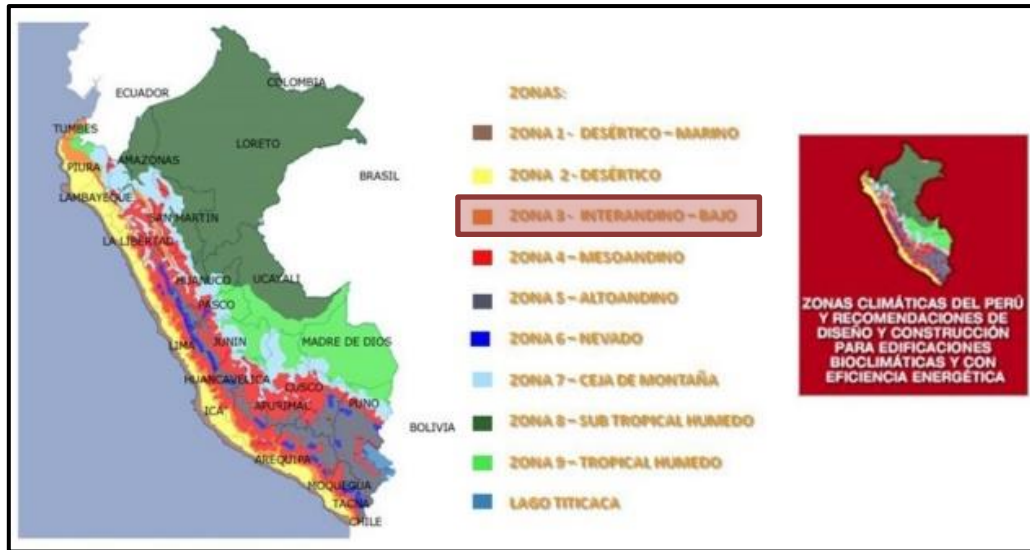 ECUADOR
COLOMBIA
TUMBES
LORETO
PIURA
AMAZONAS
BRASIL
LAMBAYEQUE
SAN MARTIN
LA LIBERTAD
HUANUCO
UCAYALI
PASCO
LIMA
JUNIN
MADRE DE DIOS
HUANCAVELICA
CUSCO
ICA
APURIMAC
PUNO
BOLIVIA
AREQUIPA
MOQUEGUA
TACNA
CHILE
ZONAS:
ZONA 1 - DESÉRTICO - MARINO
ZONA 2 - DESÉRTICO
ZONA 3 - INTERANDINO - BAJO
ZONA 4 - MESOANDINO
ZONA 5 - ALTOANDINO
ZONA 6 - NEVADO
ZONA 7 - CEJA DE MONTAÑA
ZONA 8 - SUB TROPICAL HUMEDO
ZONA 9 - TROPICAL HUMEDO
LAGO TITICACA
ZONAS CLIMÁTICAS DEL PERÚ
Y RECOMENDACIONES DE
DISEÑO Y CONSTRUCCIÓN
PARA EDIFICACIONES
BIOCLIMÁTICAS Y CON
EFICIENCIA ENERGÉTICA